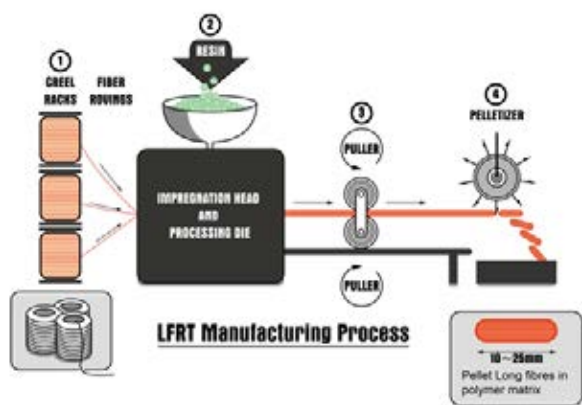 ①
CREEL
RACKS
FIBER
ROVINGS
②
RESIN
IMPREGNATION HEAD
AND
PROCESSING DIE
③
PULLER
PULLER
④
PELLETIZER
LFRT Manufacturing Process
10～25mm
Pellet Long fibres in
polymer matrix